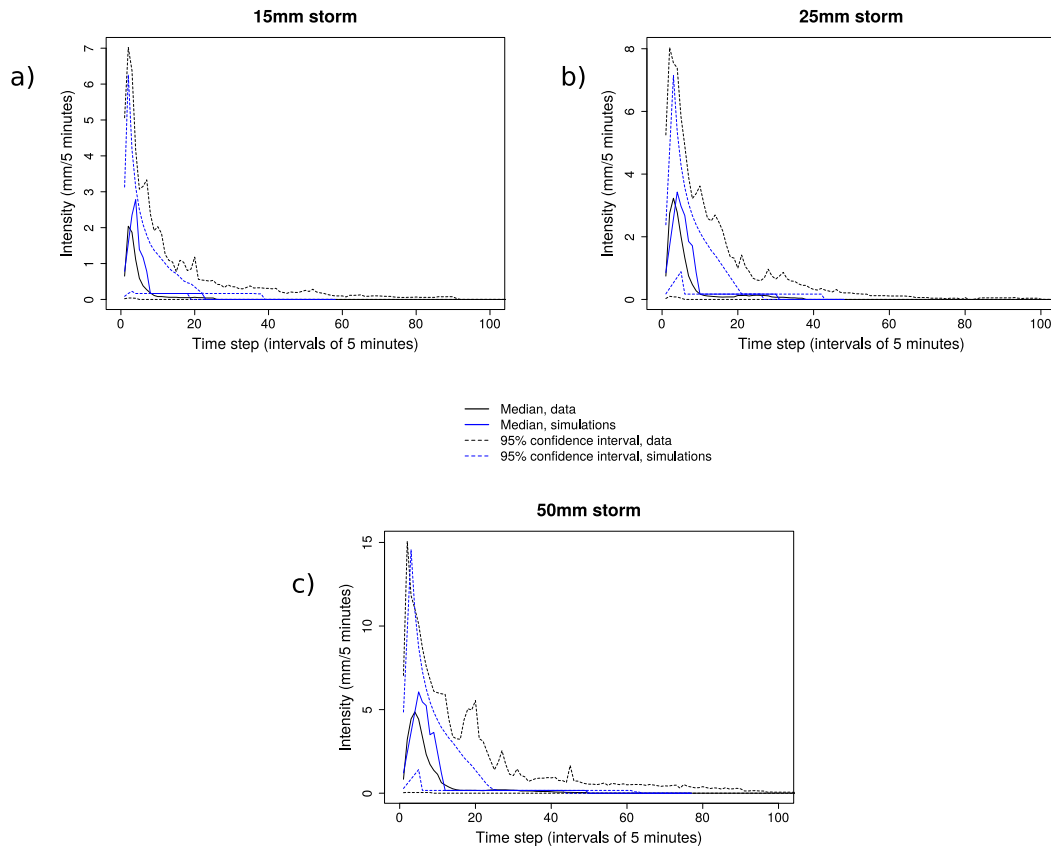 15mm storm
a)
Intensity (mm/5 minutes)
7
6
5
4
3
2
1
0
0 20 40 60 80 100
Time step (intervals of 5 minutes)
25mm storm
b)
Intensity (mm/5 minutes)
8
6
4
2
0
0 20 40 60 80 100
Time step (intervals of 5 minutes)
Median, data
Median, simulations
95% confidence interval, data
95% confidence interval, simulations
50mm storm
c)
Intensity (mm/5 minutes)
15
10
5
0
0 20 40 60 80 100
Time step (intervals of 5 minutes)